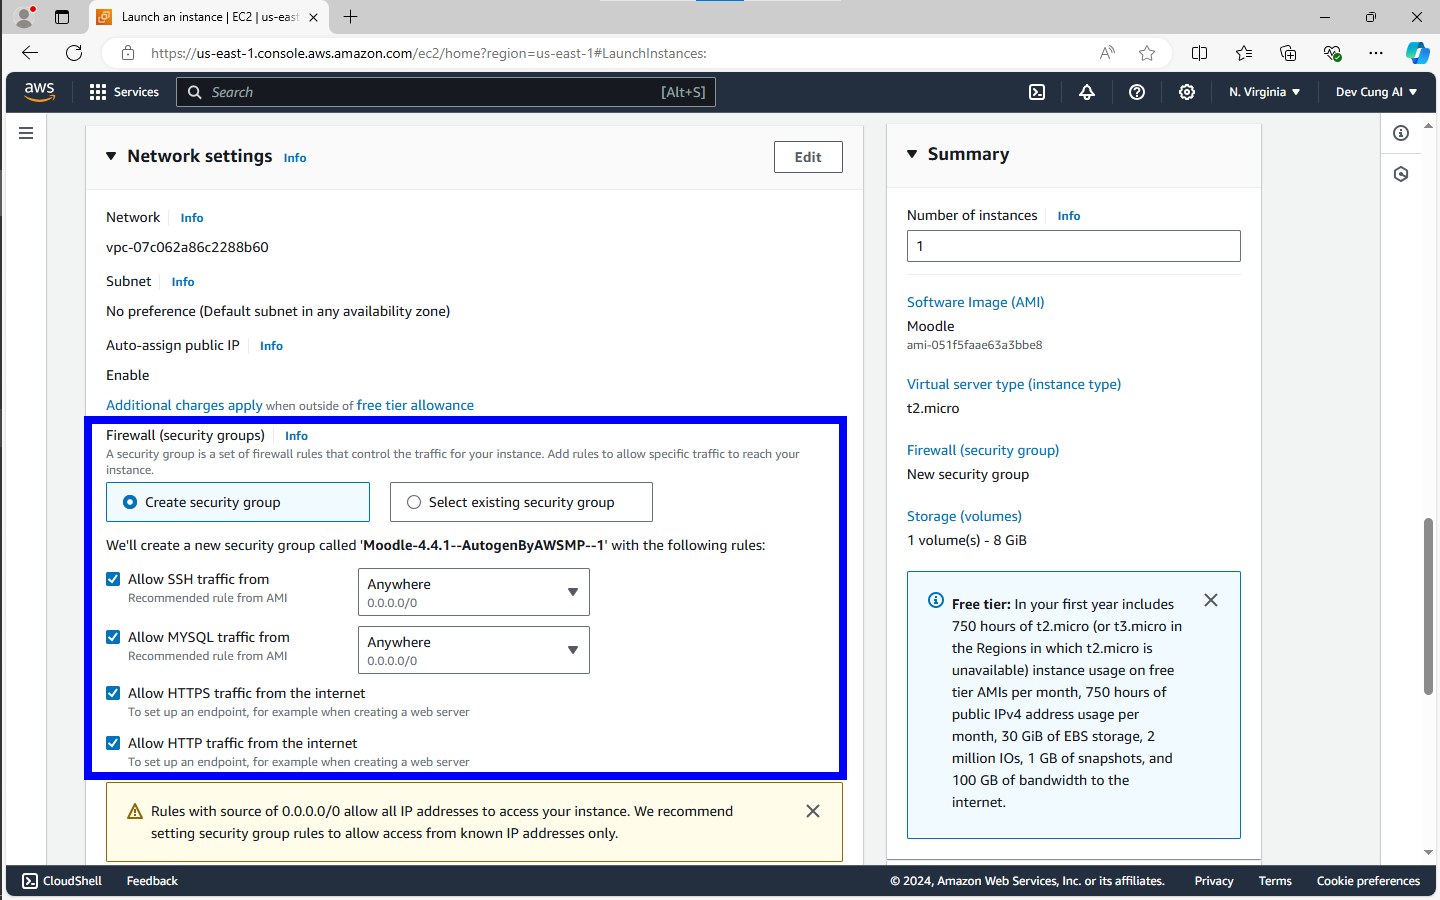 Launch an instance | EC2 | us-east
https://us-east-1.console.aws.amazon.com/ec2/home?region=us-east-1#LaunchInstances:
aws
Services
Search
[Alt+S]
N. Virginia
Dev Cung AI
Network settings Info
Edit
Network Info
vpc-07c062a86c2288b60
Subnet Info
No preference (Default subnet in any availability zone)
Auto-assign public IP Info
Enable
Additional charges apply when outside of free tier allowance
Firewall (security groups) Info
A security group is a set of firewall rules that control the traffic for your instance. Add rules to allow specific traffic to reach your
instance.
Create security group
Select existing security group
We'll create a new security group called 'Moodle-4.4.1--AutogenByAWSMP--1' with the following rules:
Allow SSH traffic from
Recommended rule from AMI
Anywhere
0.0.0.0/0
Allow MYSQL traffic from
Recommended rule from AMI
Anywhere
0.0.0.0/0
Allow HTTPS traffic from the internet
To set up an endpoint, for example when creating a web server
Allow HTTP traffic from the internet
To set up an endpoint, for example when creating a web server
Rules with source of 0.0.0.0/0 allow all IP addresses to access your instance. We recommend
setting security group rules to allow access from known IP addresses only.
Summary
Number of instances Info
1
Software Image (AMI)
Moodle
ami-051f5faae63a3bbe8
Virtual server type (instance type)
t2.micro
Firewall (security group)
New security group
Storage (volumes)
1 volume(s) - 8 GiB
Free tier: In your first year includes
750 hours of t2.micro (or t3.micro in
the Regions in which t2.micro is
unavailable) instance usage on free
tier AMIs per month, 750 hours of
public IPv4 address usage per
month, 30 GiB of EBS storage, 2
million IOs, 1 GB of snapshots, and
100 GB of bandwidth to the
internet.
CloudShell
Feedback
© 2024, Amazon Web Services, Inc. or its affiliates.
Privacy
Terms
Cookie preferences